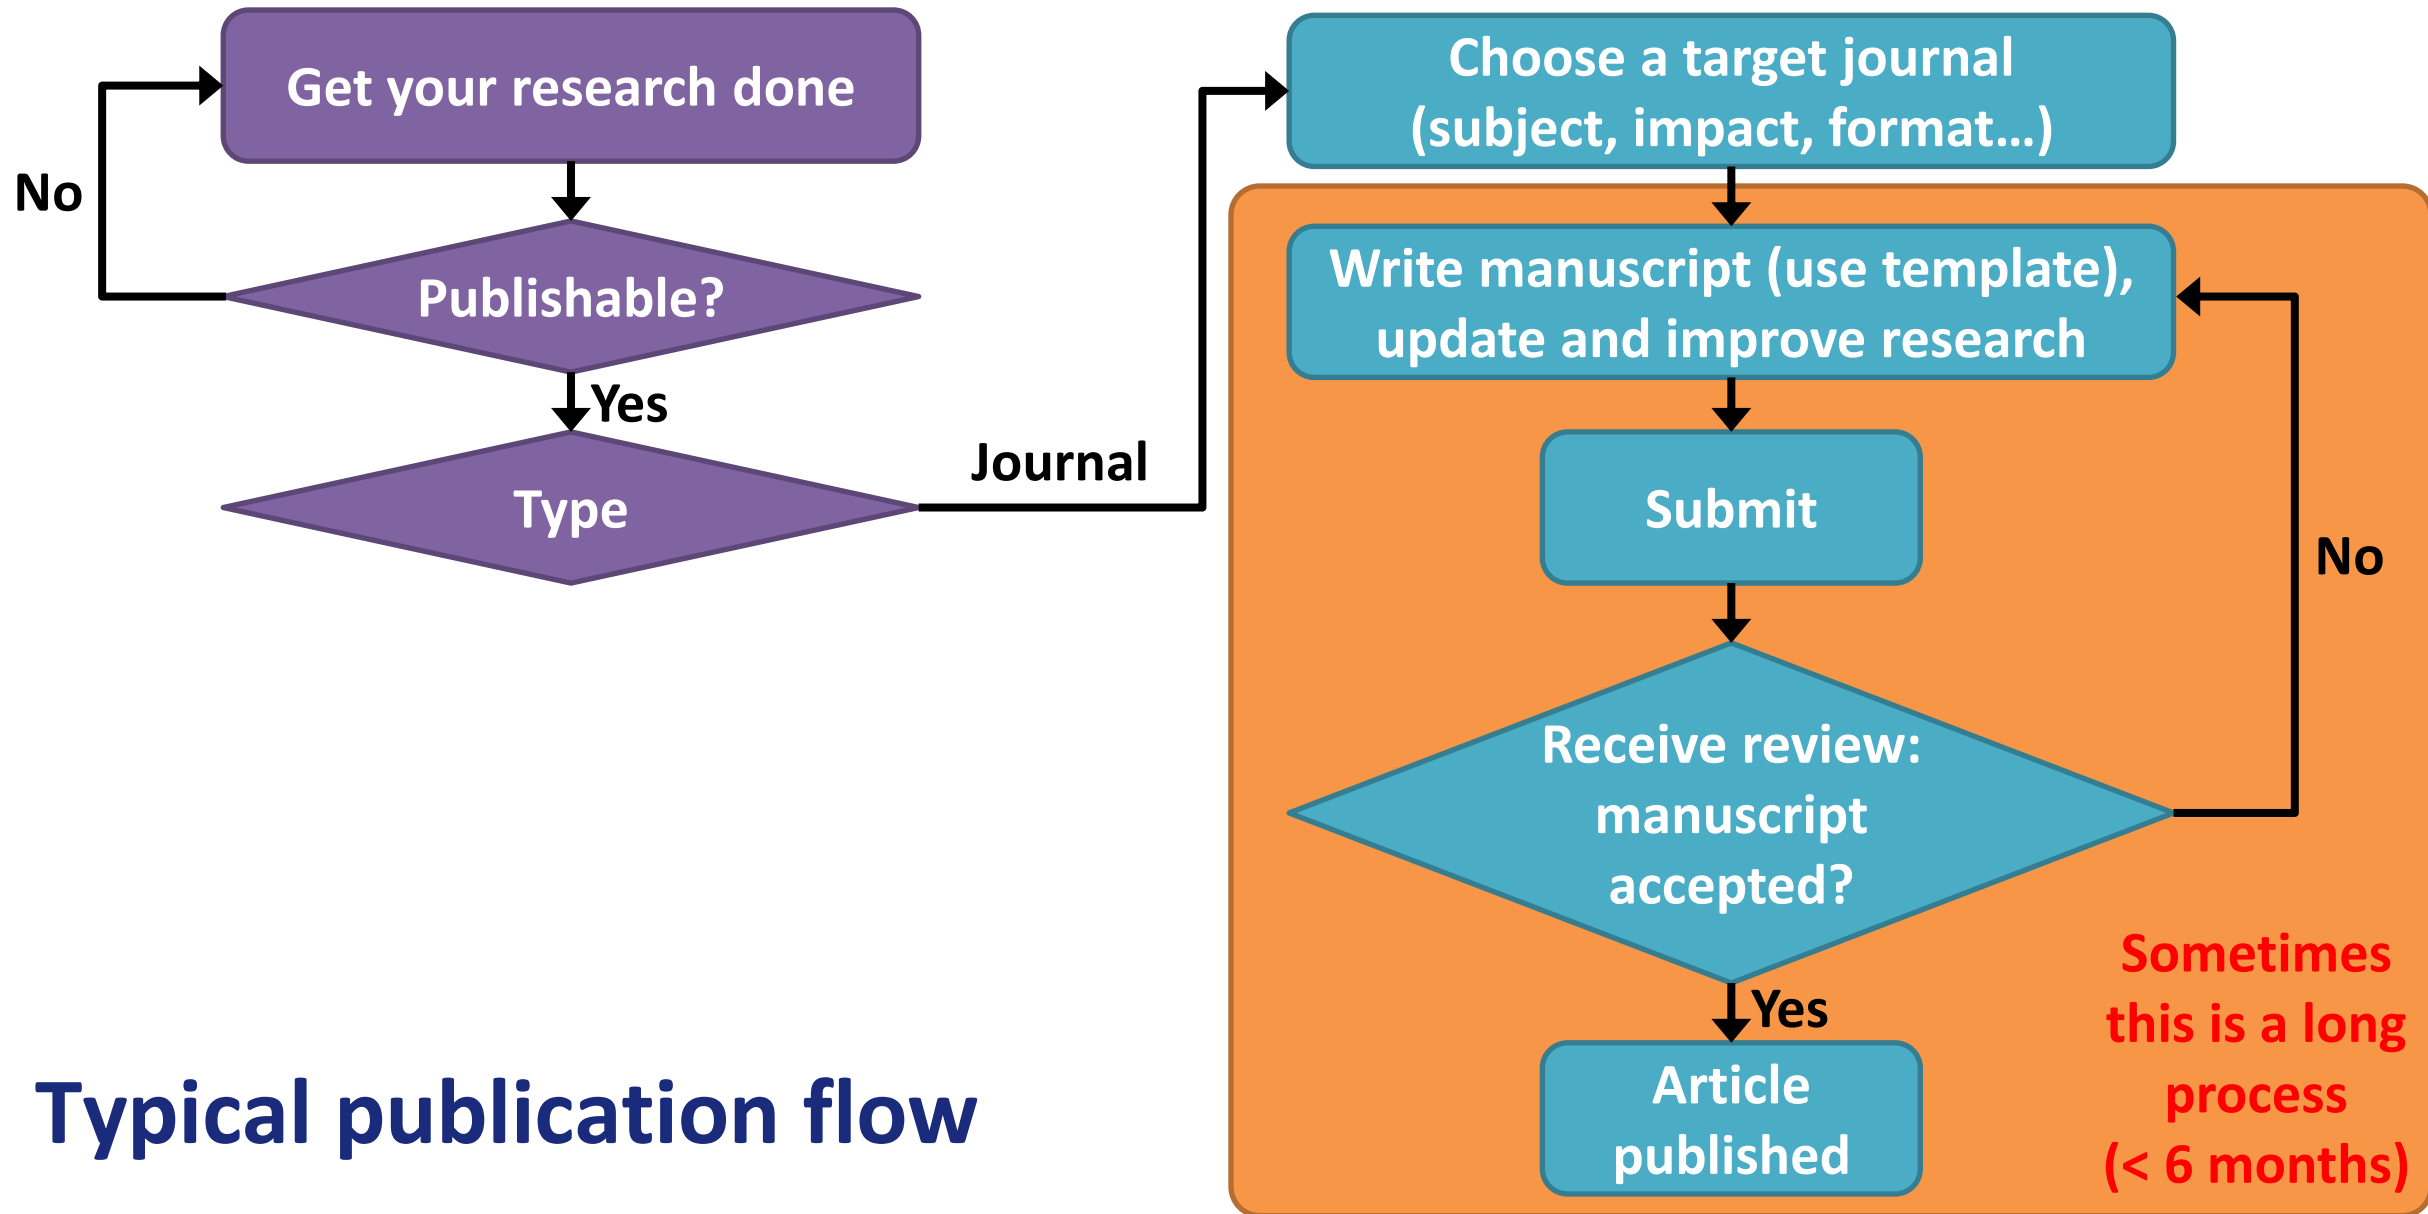 Get your research done
No
Publishable?
Yes
Type
Journal
Choose a target journal
(subject, impact, format...)
Write manuscript (use template),
update and improve research
Submit
No
Receive review:
manuscript
accepted?
Yes
Article
published
Sometimes
this is a long
process
(< 6 months)
Typical publication flow